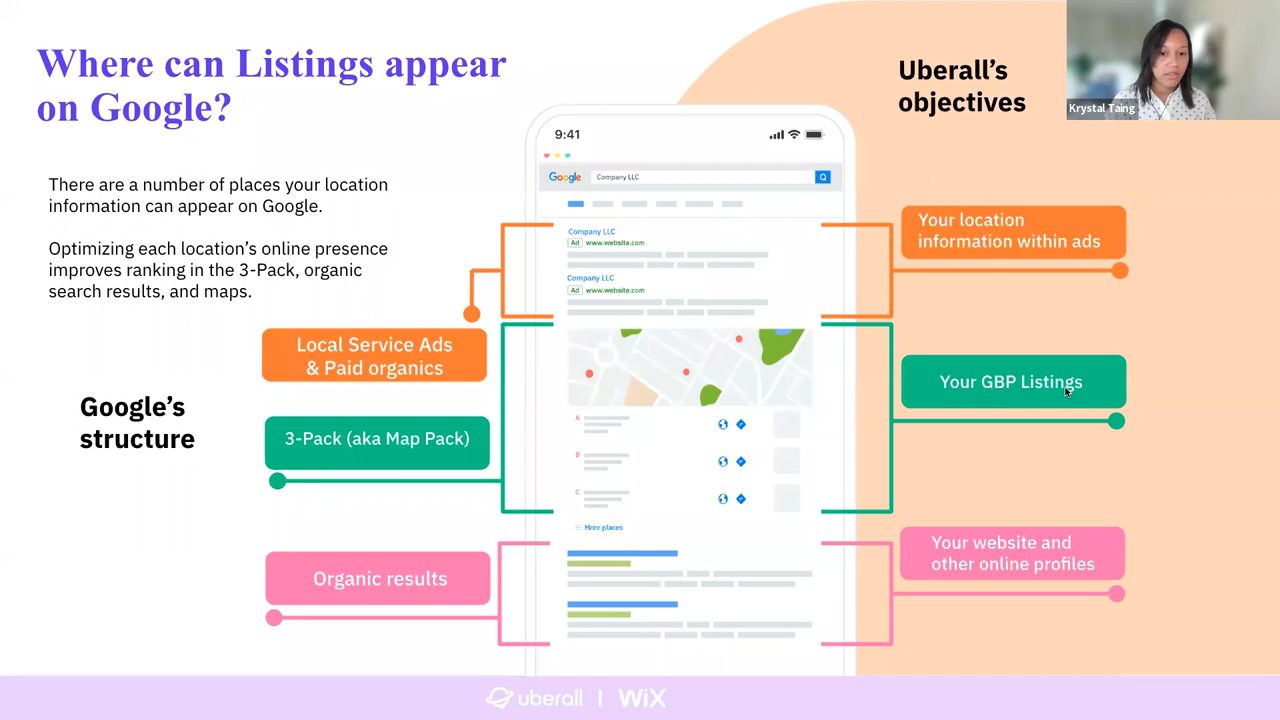 Where can Listings appear
on Google?
There are a number of places your location
information can appear on Google.
Optimizing each location's online presence
improves ranking in the 3-Pack, organic
search results, and maps.
Google's
structure
Local Service Ads
& Paid organics
3-Pack (aka Map Pack)
Organic results
9:41
Google
Company LLC
Company LLC
Ad www.website.com
Company LLC
Ad www.website.com
A
B
C
More places
Uberall's
objectives
Krystal Taing
Your location
information within ads
Your GBP Listings
Your website and
other online profiles
uberall | WiX